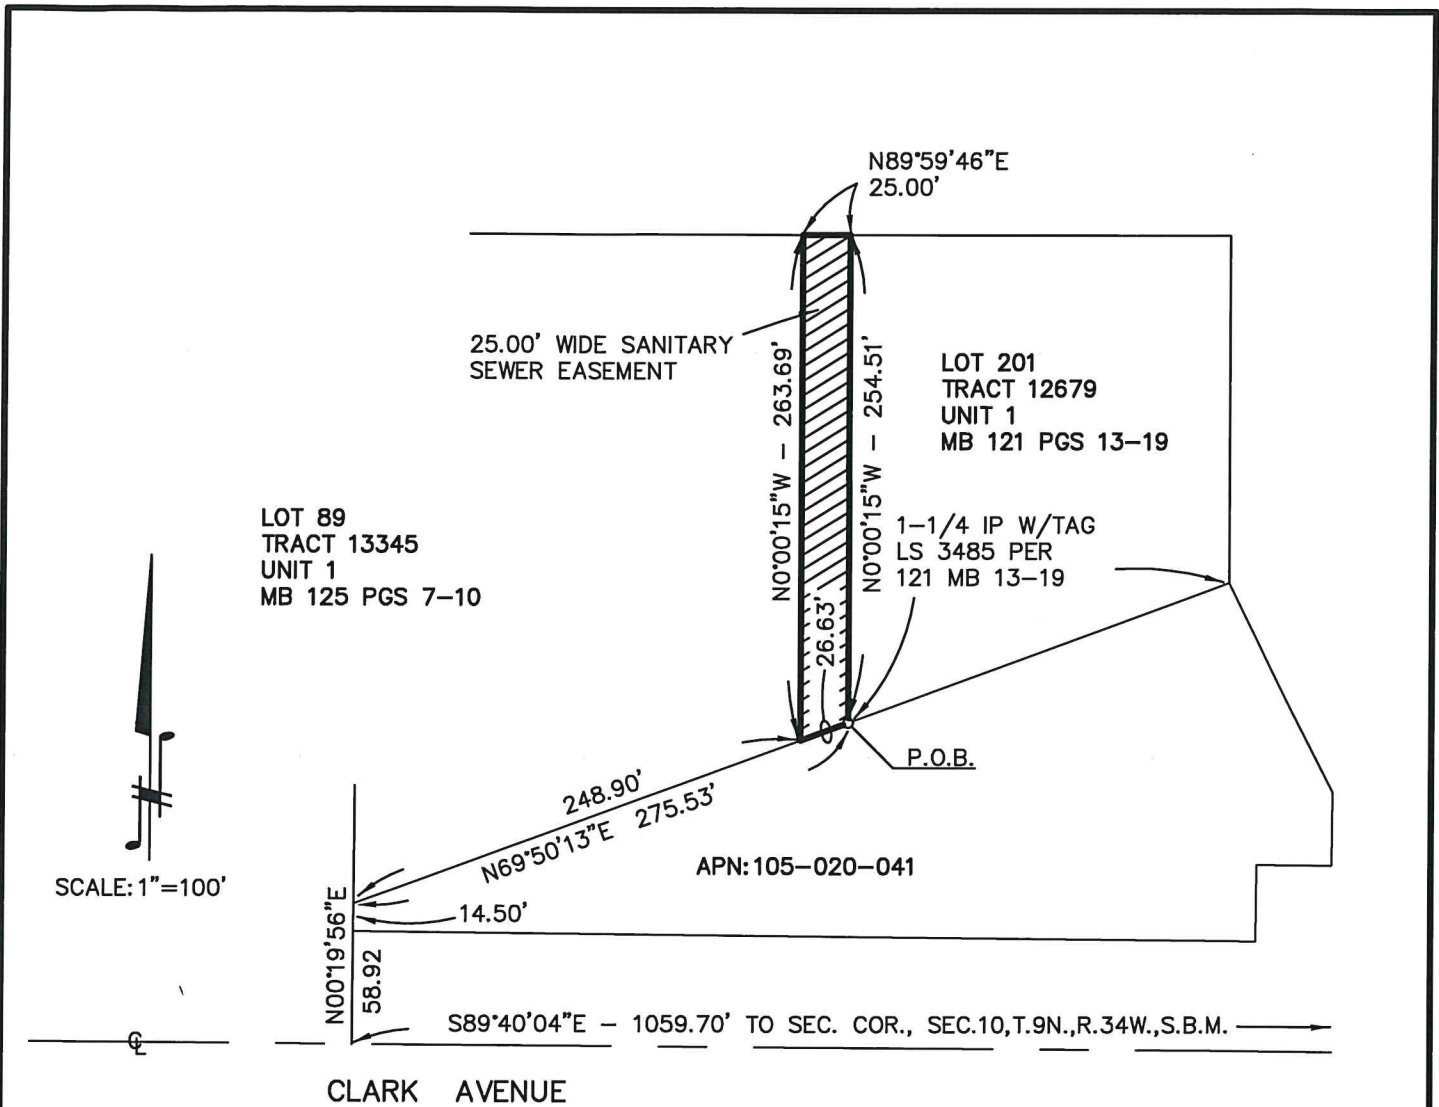 N89°59'46"E
25.00'
25.00' WIDE SANITARY
SEWER EASEMENT
N0°00'15"W - 263.69'
N0°00'15"W - 254.51'
LOT 201
TRACT 12679
UNIT 1
MB 121 PGS 13-19
LOT 89
TRACT 13345
UNIT 1
MB 125 PGS 7-10
1-1/4 IP W/TAG
LS 3485 PER
121 MB 13-19
26.63'
P.O.B.
248.90'
N69°50'13"E 275.53'
APN:105-020-041
SCALE: 1"=100'
14.50'
N00°19'56"E
58.92
S89°40'04"E - 1059.70' TO SEC. COR., SEC.10,T.9N.,R.34W.,S.B.M.
℄
CLARK AVENUE